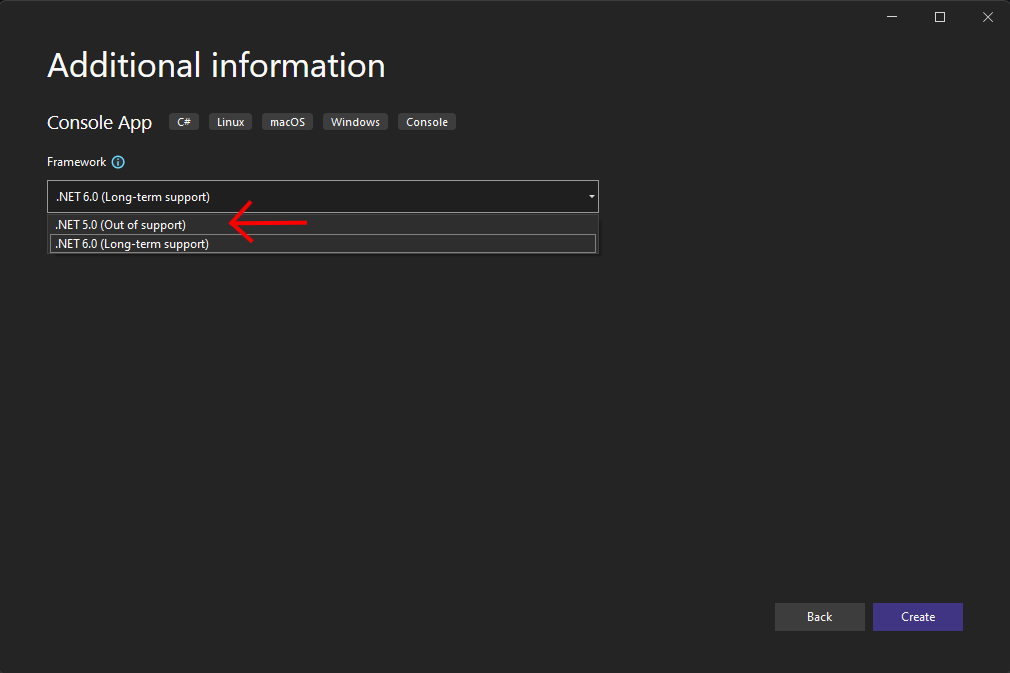 Additional information
Console App C# Linux macOS Windows Console
Framework
.NET 6.0 (Long-term support)
.NET 5.0 (Out of support)
.NET 6.0 (Long-term support)
Back Create